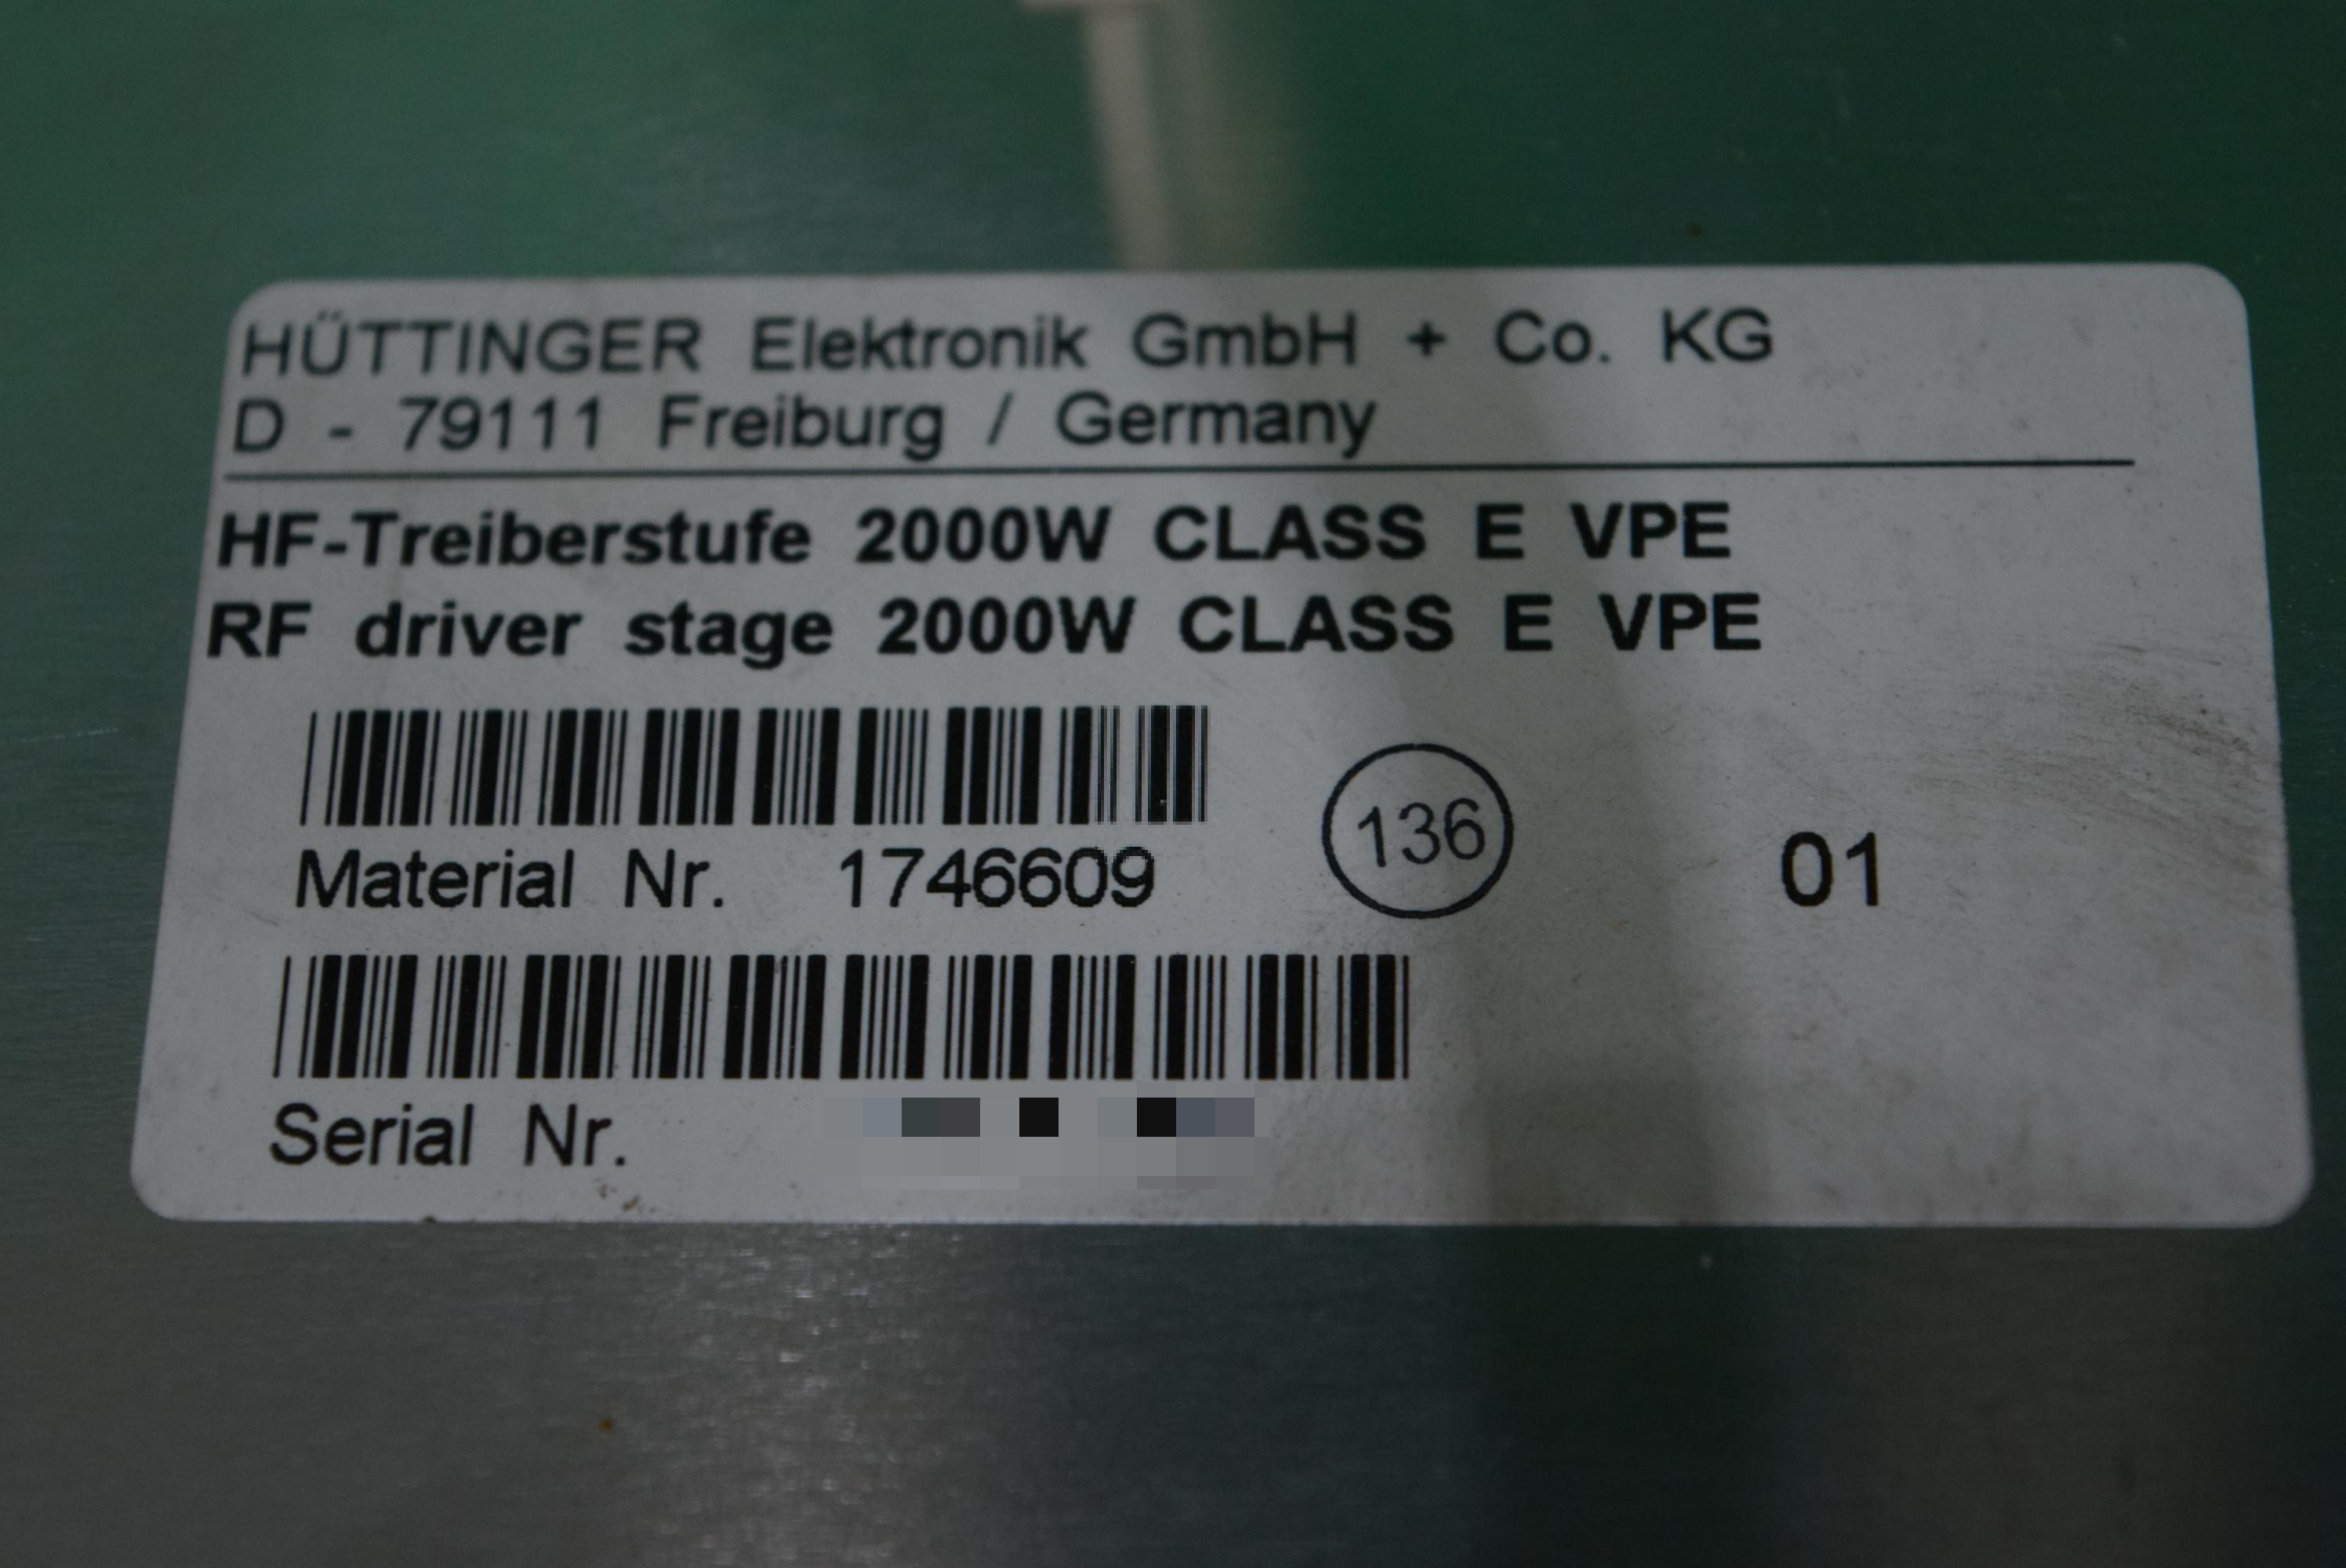 HÜTTINGER Elektronik GmbH + Co. KG
D - 79111 Freiburg / Germany
HF-Treiberstufe 2000W CLASS E VPE
RF driver stage 2000W CLASS E VPE
Material Nr. 1746609 136 01
Serial Nr.